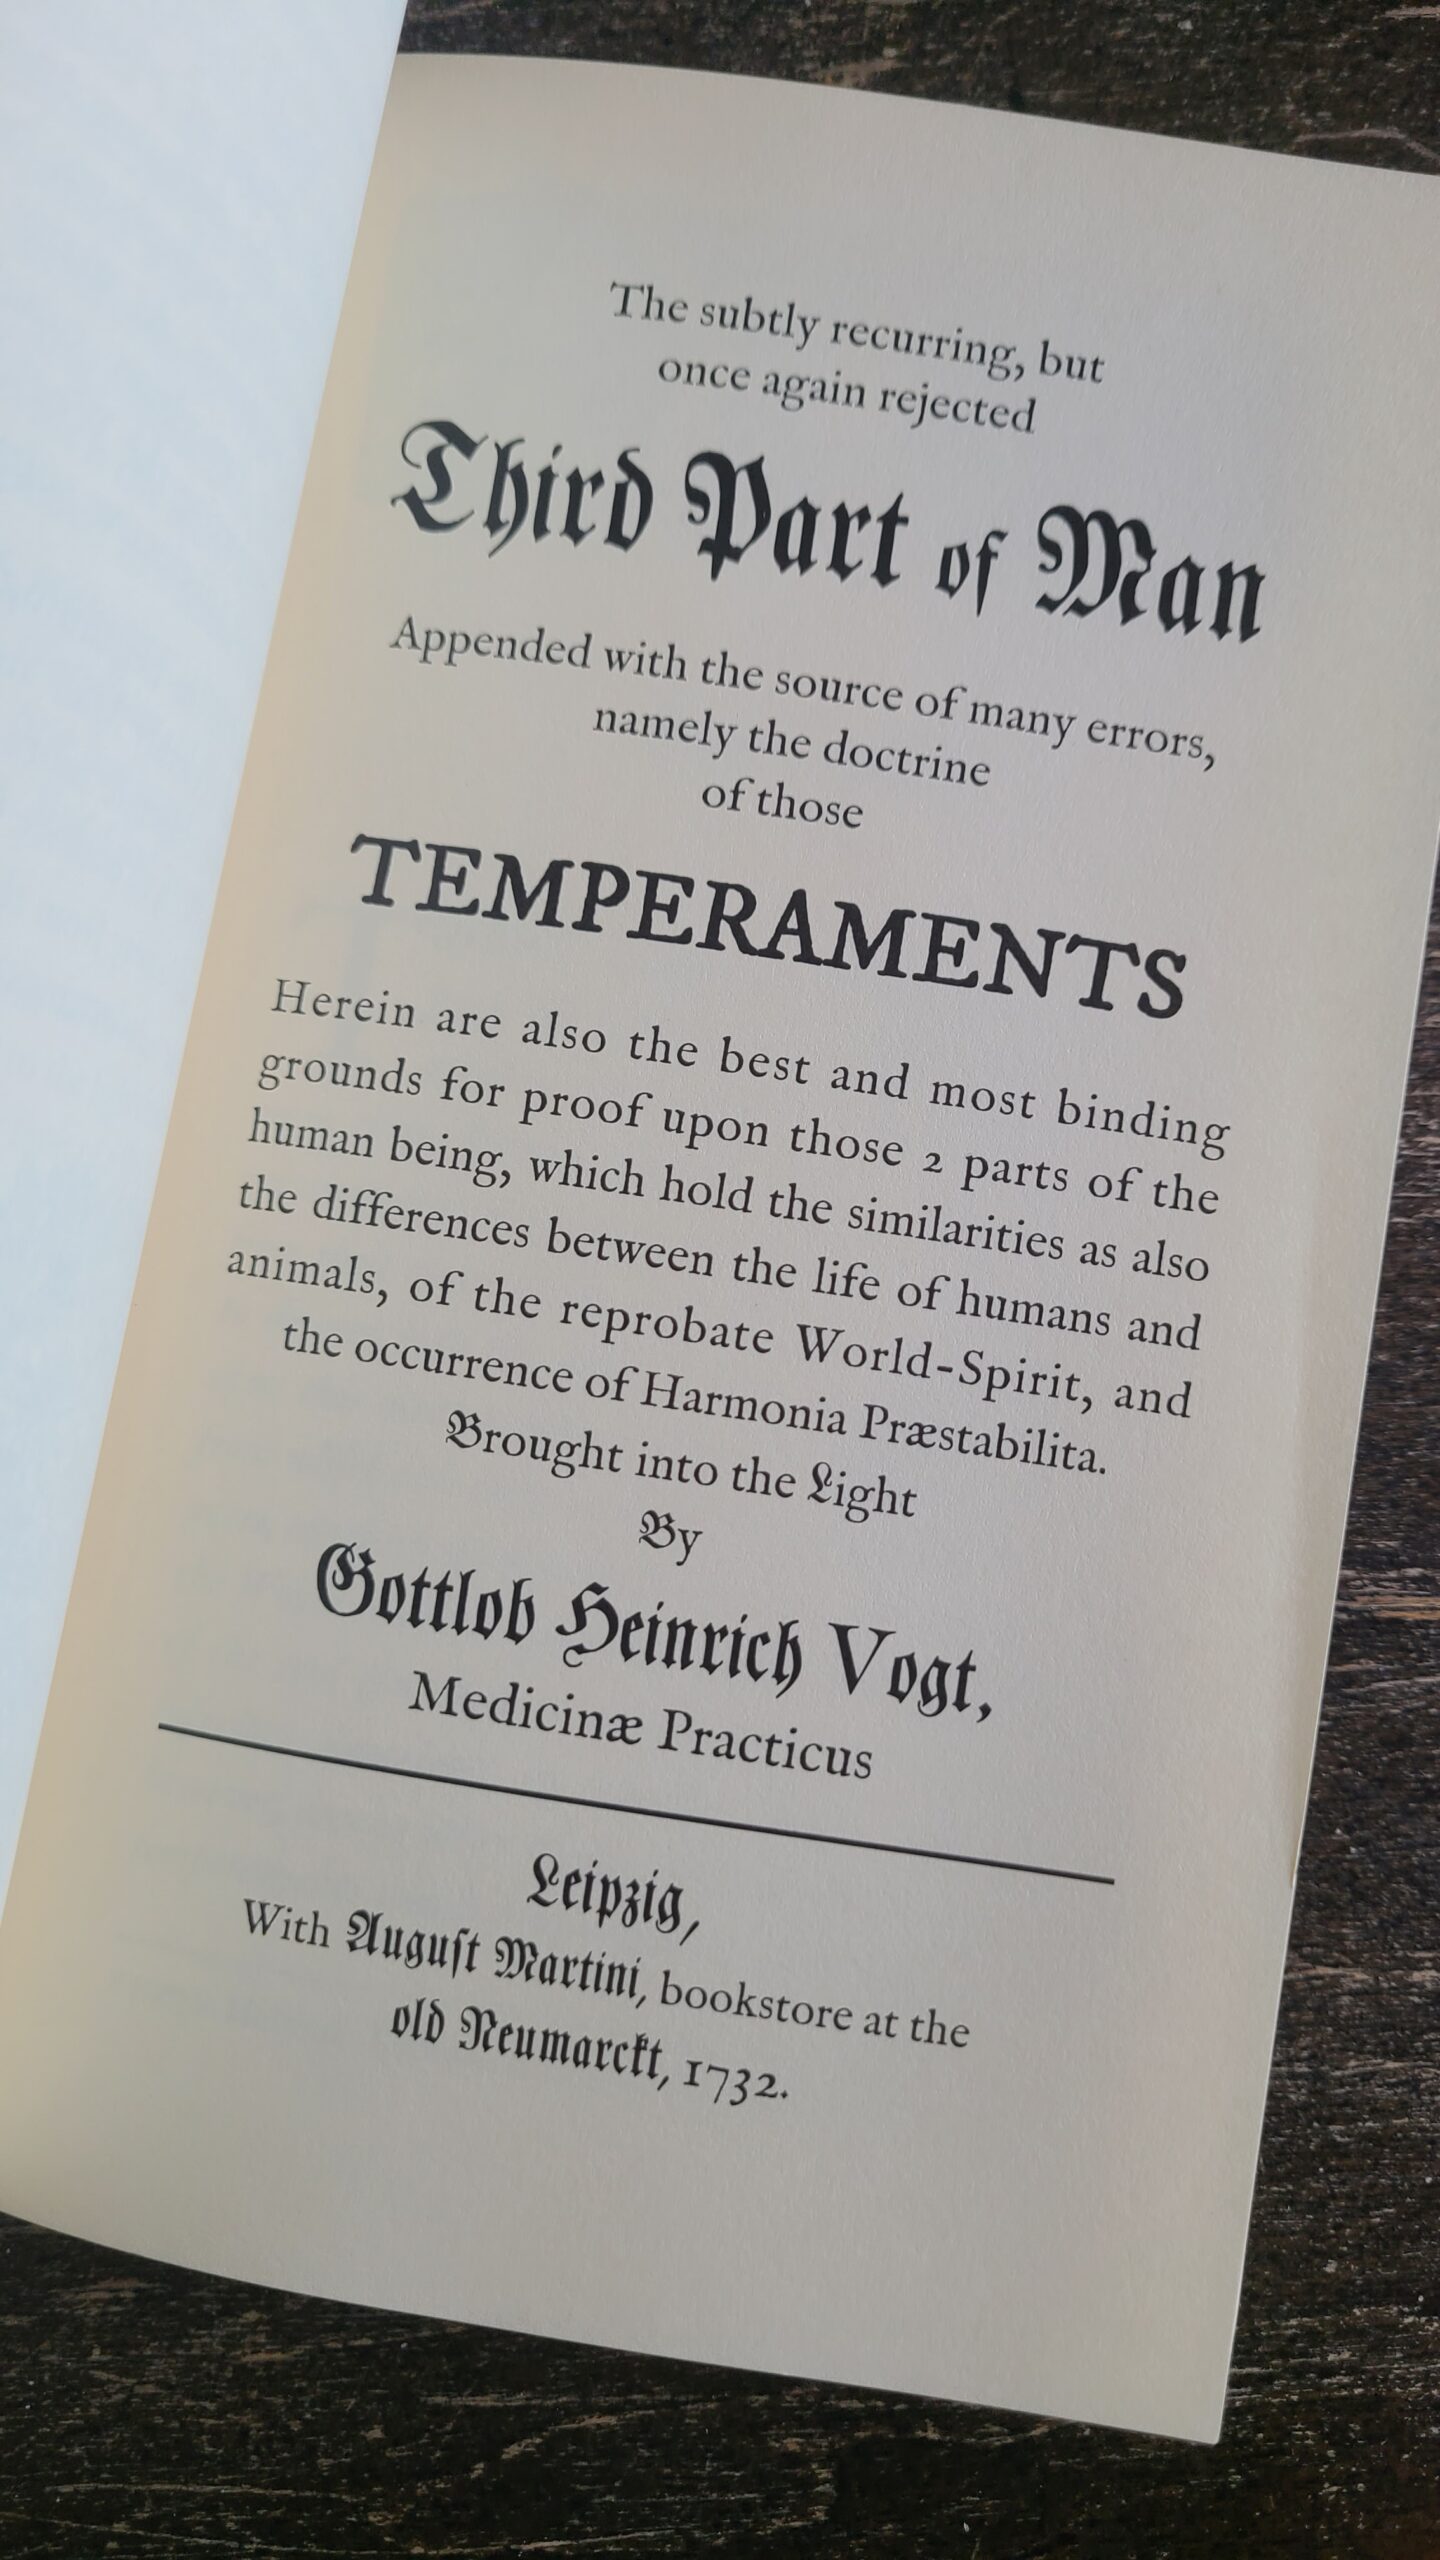 The subtly recurring, but
once again rejected
Third Part of Man
Appended with the source of many errors,
namely the doctrine
of those
TEMPERAMENTS
Herein are also the best and most binding
grounds for proof upon those 2 parts of the
human being, which hold the similarities as also
the differences between the life of humans and
animals, of the reprobate World-Spirit, and
the occurrence of Harmonia Præstabilita.
Brought into the Light
By
Gottlob Heinrich Vogt,
Medicinæ Practicus
Leipzig,
With Auguſt Martini, bookstore at the
old Neumarckt, 1732.